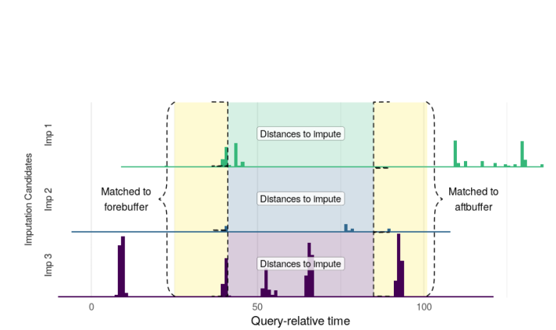 Imputation Candidates
Imp 1
Distances to impute
Imp 2
Distances to impute
Imp 3
Distances to impute
Matched to
forebuffer
Matched to
aftbuffer
0
50
100
Query-relative time